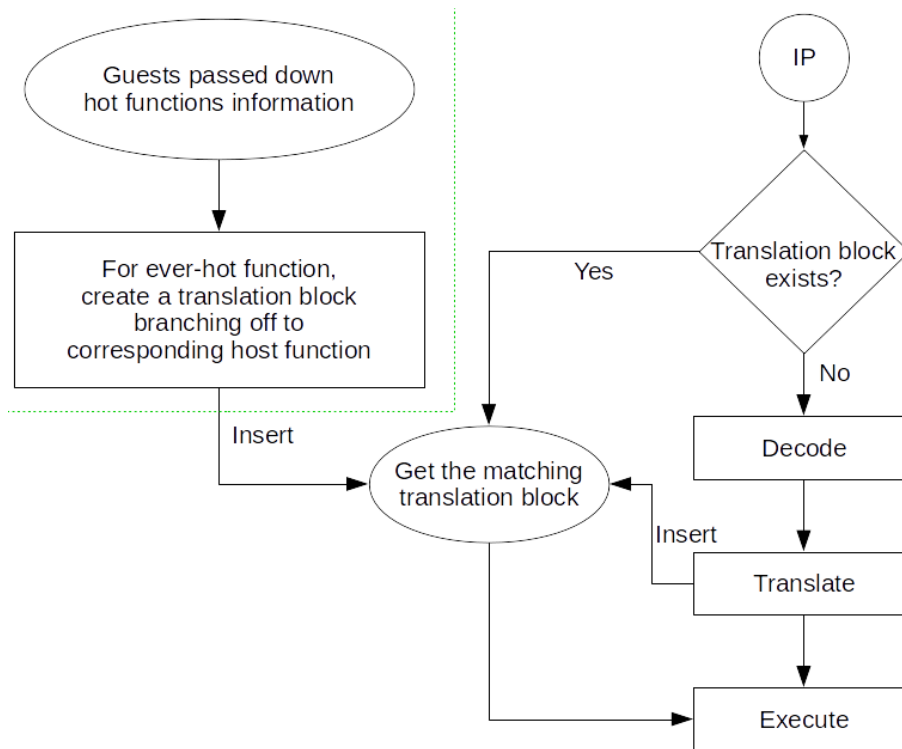 Guests passed down
hot functions information
For ever-hot function,
create a translation block
branching off to
corresponding host function
Insert
IP
Translation block
exists?
Yes
No
Decode
Get the matching
translation block
Insert
Translate
Execute